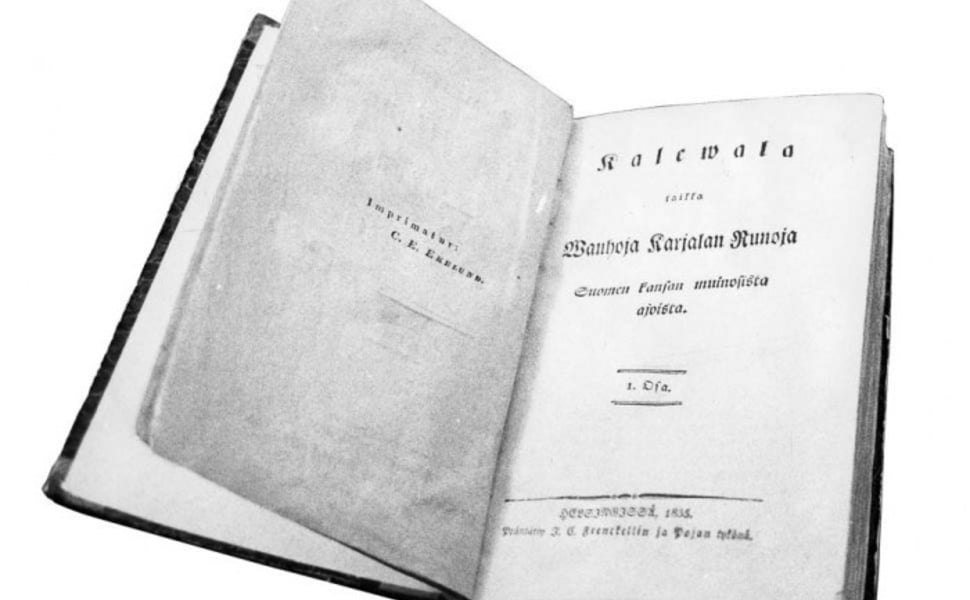 Imprimatur:
C. E. EKELUND.
Kalewala
taikka
Wanhoja Karjalan Runoja
Suomen kansan muinosista
ajoista.
1. Osa.
HELSINGISSÄ, 1835.
Präntätty J. C. Frenckellin ja Pojan tykönä.